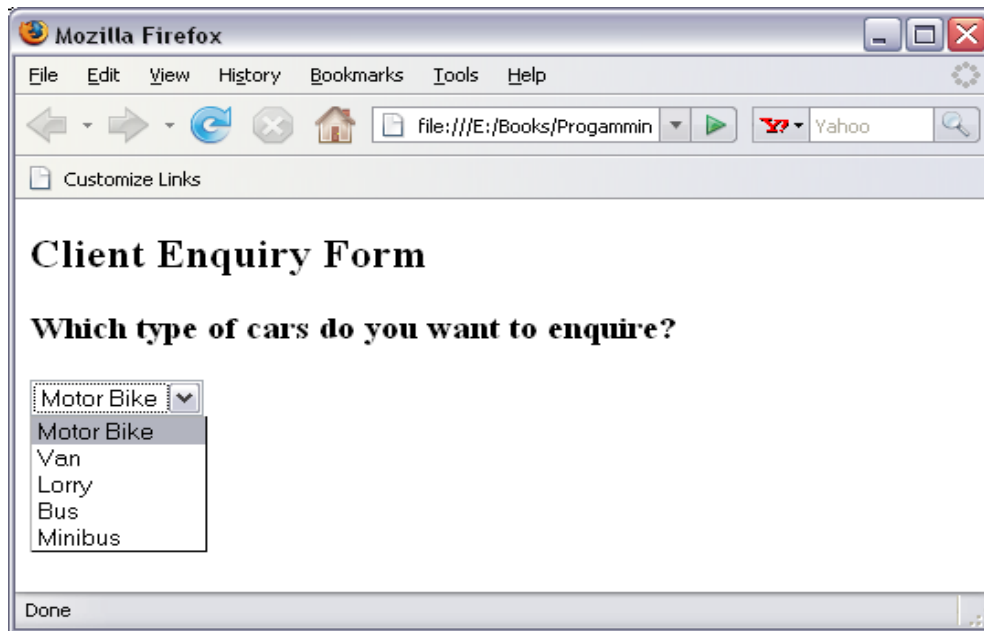 Mozilla Firefox
File Edit View History Bookmarks Tools Help
file:///E:/Books/Progammin Yahoo
Customize Links
Client Enquiry Form
Which type of cars do you want to enquire?
Motor Bike
Motor Bike
Van
Lorry
Bus
Minibus
Done